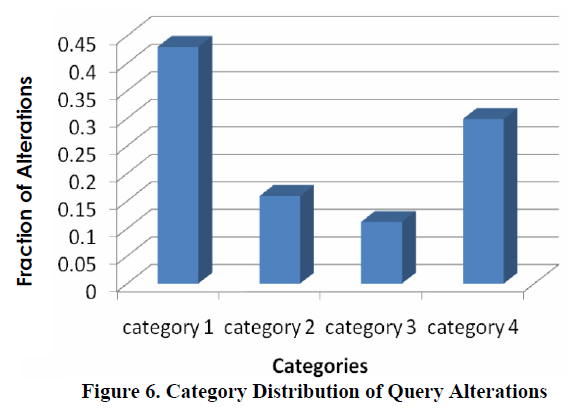 0.45
0.4
0.35
0.3
0.25
0.2
0.15
0.1
0.05
0
Fraction of Alterations
category 1 category 2 category 3 category 4
Categories
Figure 6. Category Distribution of Query Alterations